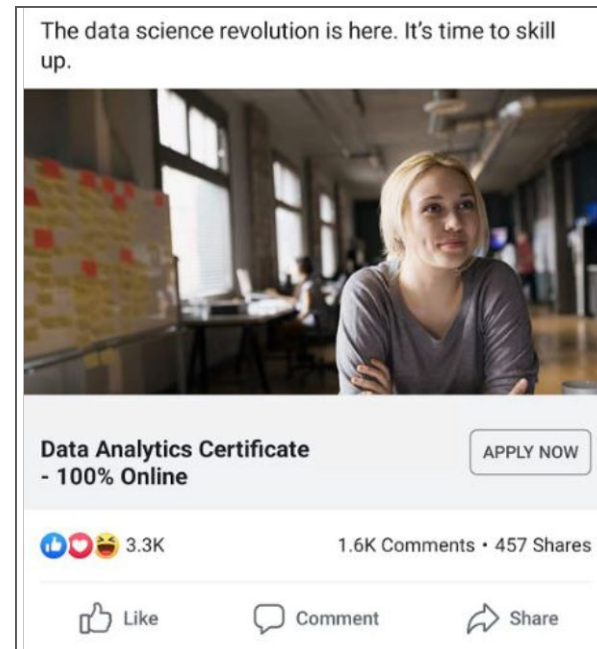 The data science revolution is here. It’s time to skill
up.
Data Analytics Certificate
- 100% Online
APPLY NOW
3.3K
1.6K Comments • 457 Shares
Like
Comment
Share